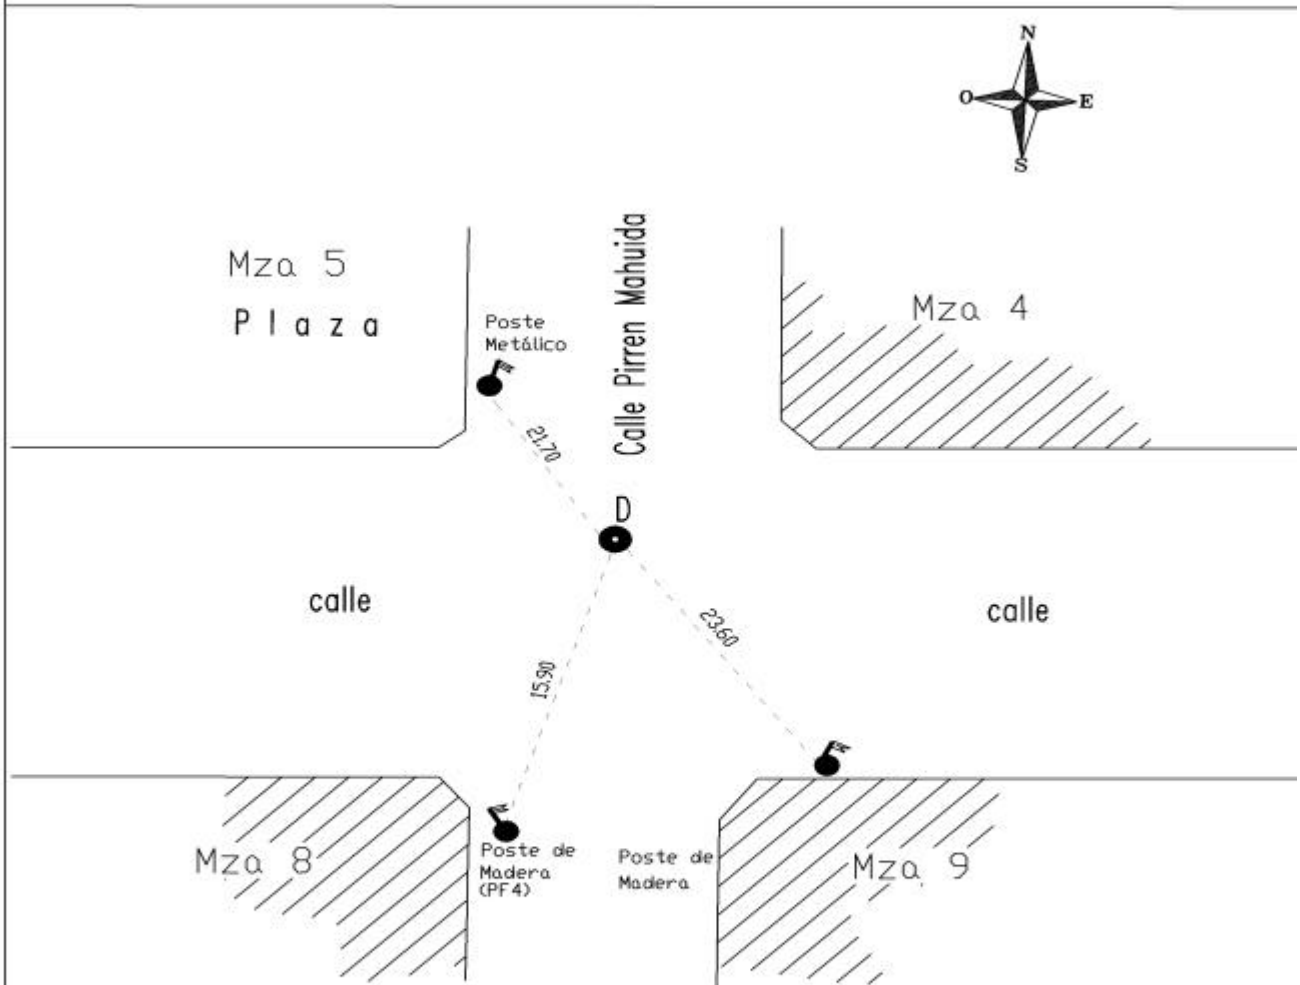 N
O
E
S
Mza 5
Plaza
Poste
Metálico
Calle Pirren Mahuida
Mza 4
21.70
D
calle
calle
23.60
15.90
Mza 8
Poste de
Madera
(PF4)
Poste de
Madera
Mza 9